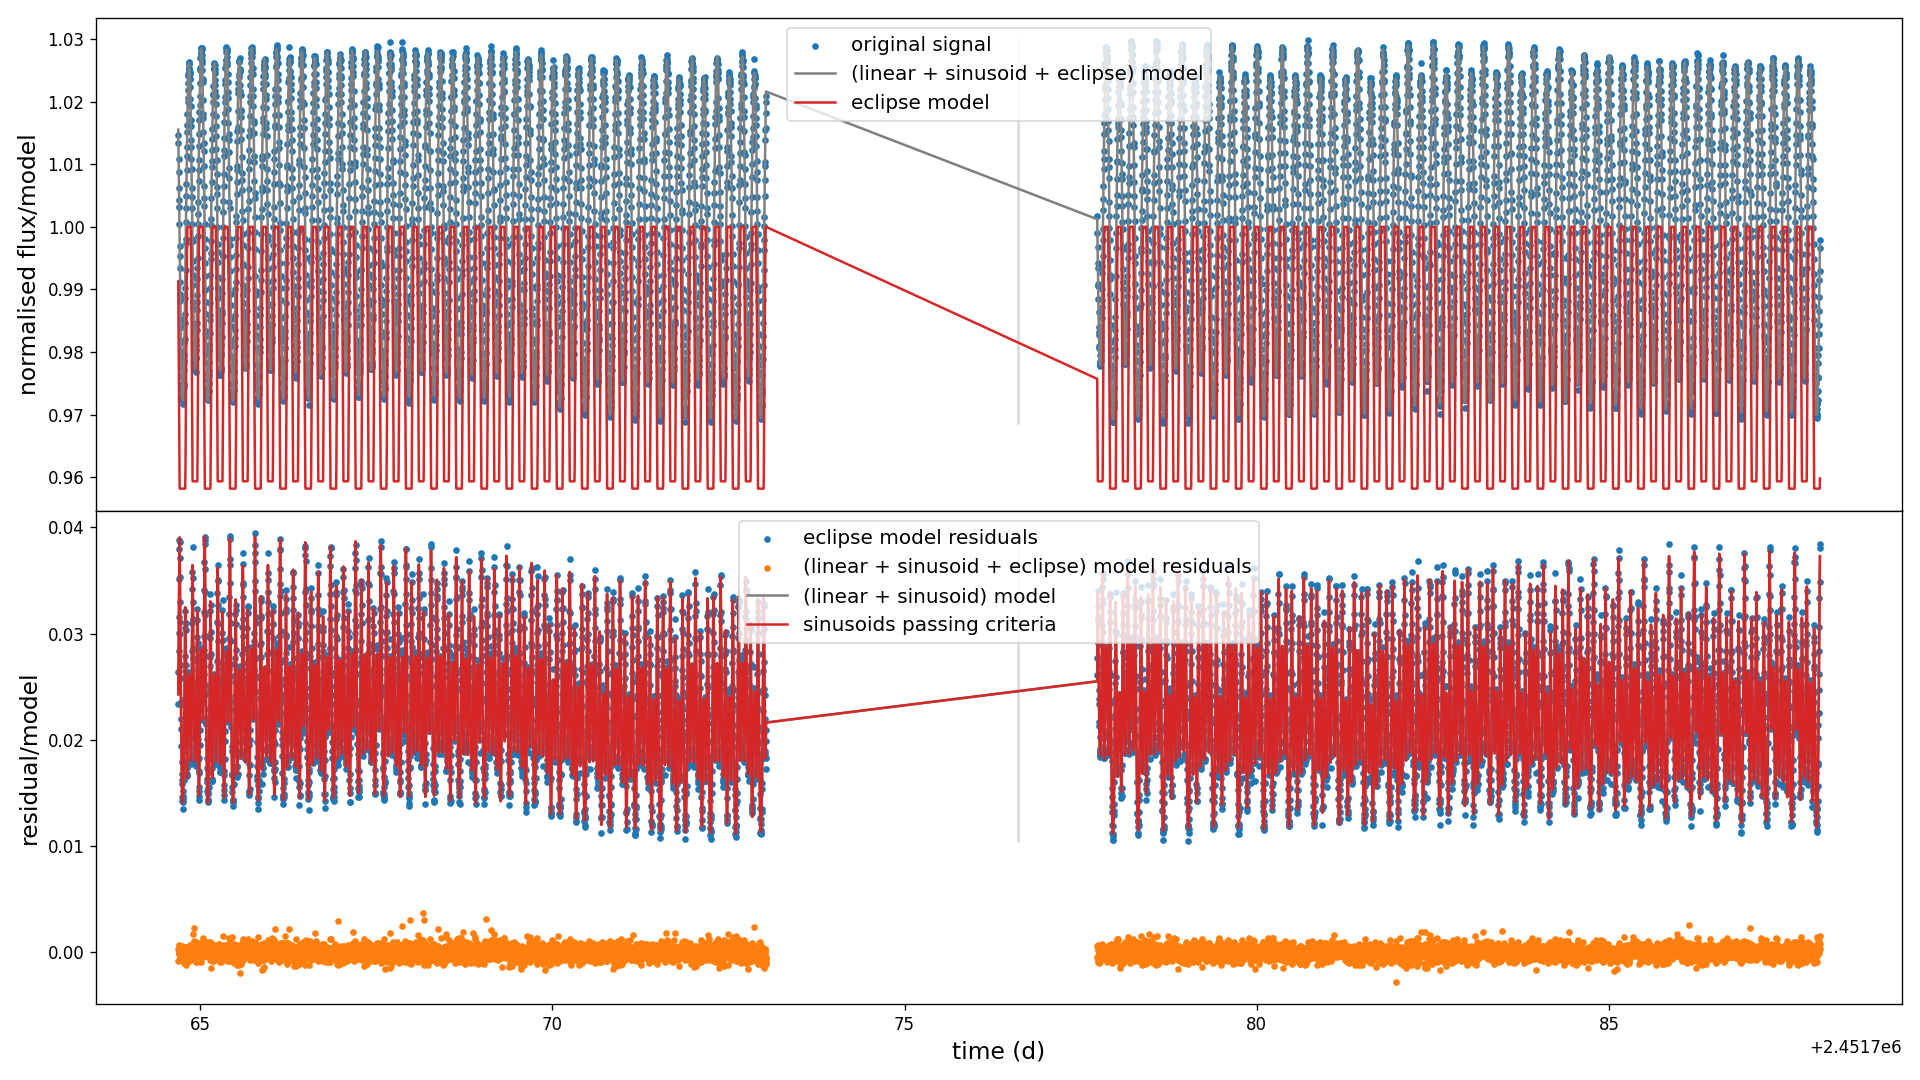 original signal
(linear + sinusoid + eclipse) model
eclipse model
normalised flux/model
1.03
1.02
1.01
1.00
0.99
0.98
0.97
0.96
eclipse model residuals
(linear + sinusoid + eclipse) model residuals
(linear + sinusoid) model
sinusoids passing criteria
residual/model
0.04
0.03
0.02
0.01
0.00
65 70 75 80 85
time (d)
+2.4517e6